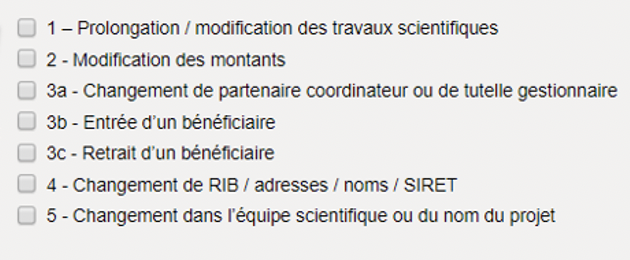 1 – Prolongation / modification des travaux scientifiques
2 - Modification des montants
3a - Changement de partenaire coordinateur ou de tutelle gestionnaire
3b - Entrée d'un bénéficiaire
3c - Retrait d'un bénéficiaire
4 - Changement de RIB / adresses / noms / SIRET
5 - Changement dans l'équipe scientifique ou du nom du projet